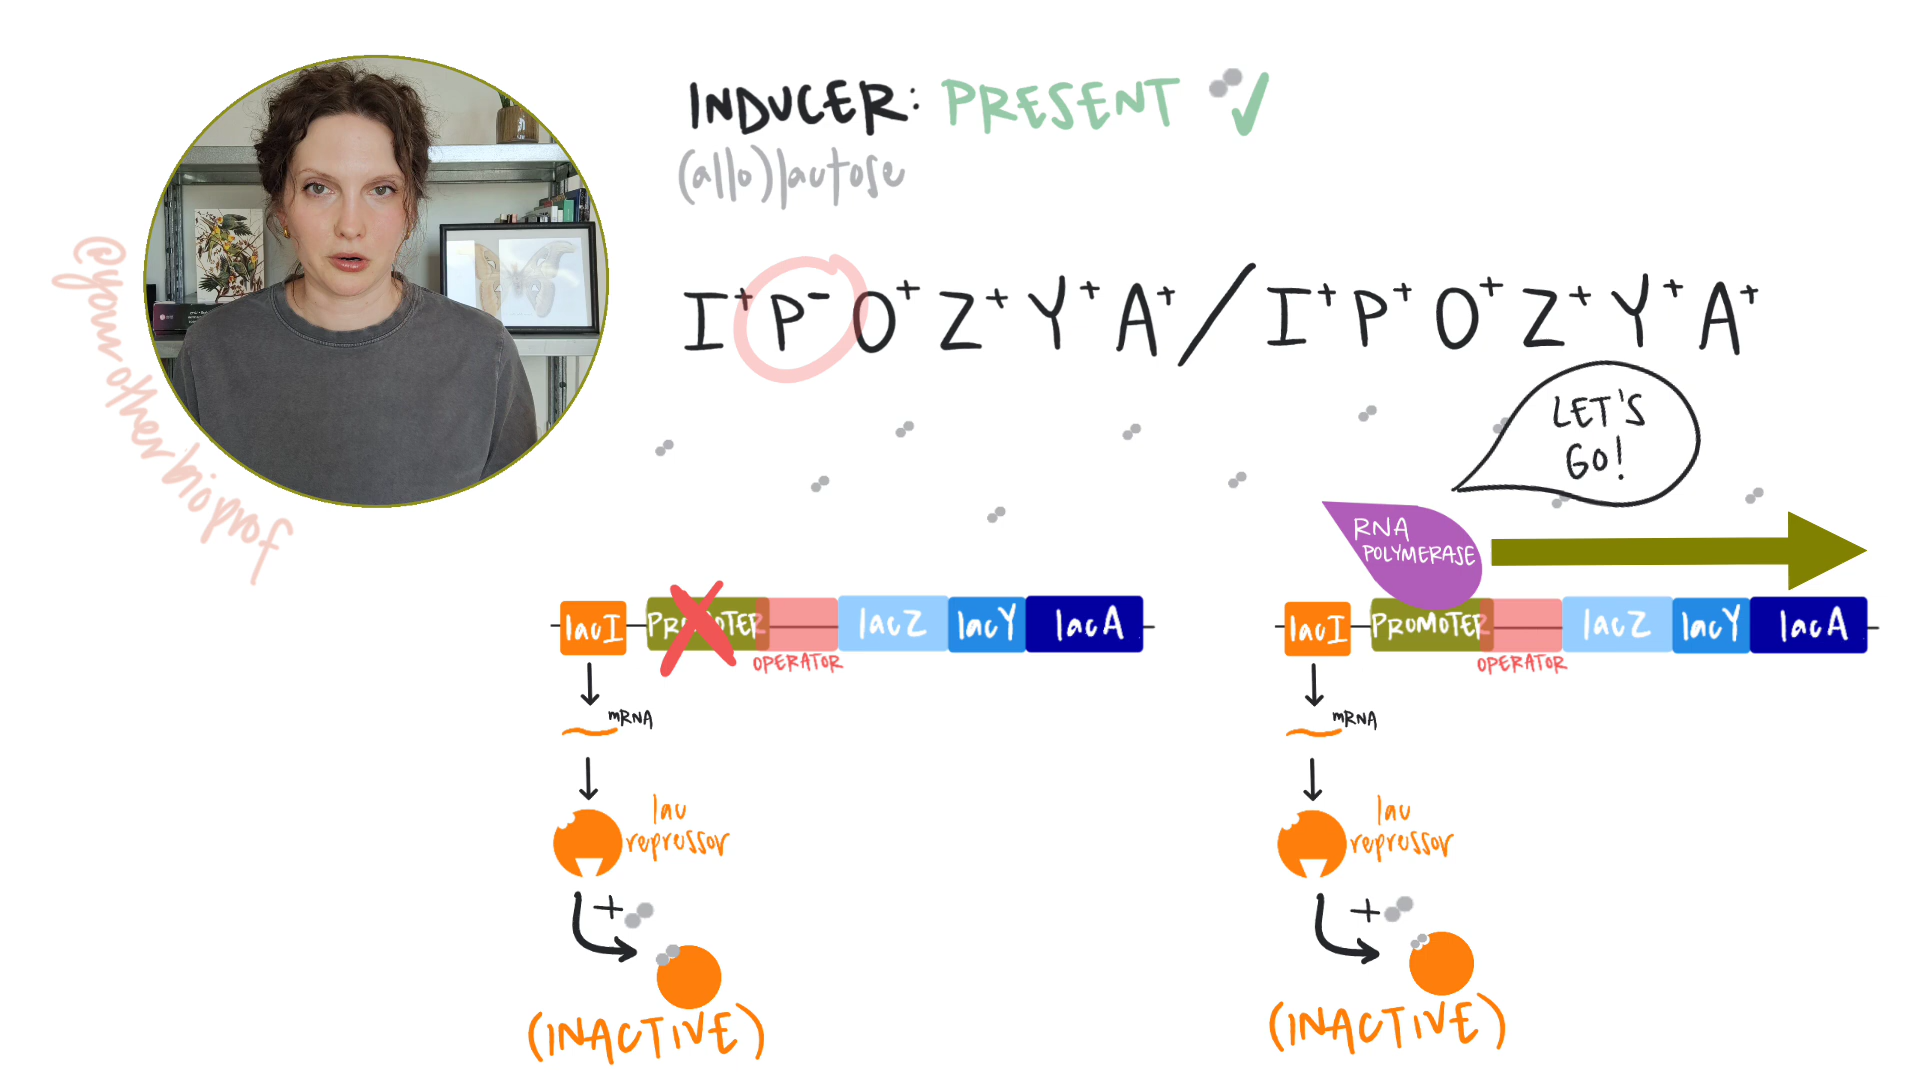 INDUCER: PRESENT
(allo)lactose
@yourotherbioprof
I⁺ P⁻ O⁺ Z⁺ Y⁺ A⁺ / I⁺ P⁺ O⁺ Z⁺ Y⁺ A⁺
LET'S
GO!
RNA
POLYMERASE
lacI PROMOTER lacZ lacY lacA
OPERATOR
mRNA
lac
repressor
+
(INACTIVE)
lacI PROMOTER lacZ lacY lacA
OPERATOR
mRNA
lac
repressor
+
(INACTIVE)